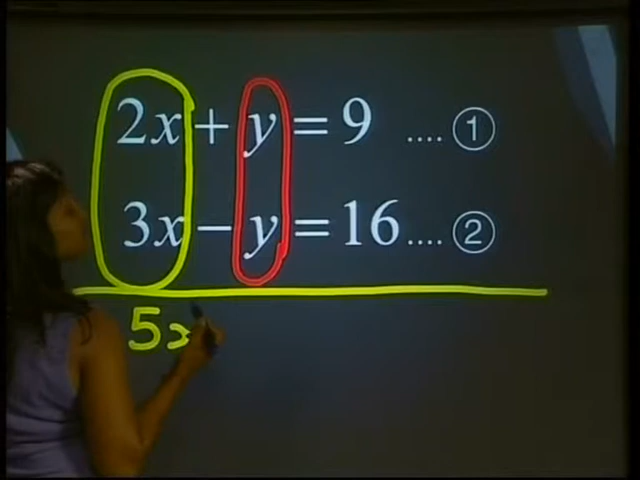 2x + y = 9 .... ①
3x − y = 16 .... ②
5x